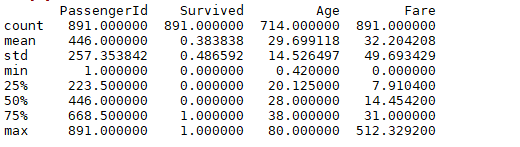 PassengerId Survived Age Fare
count 891.000000 891.000000 714.000000 891.000000
mean 446.000000 0.383838 29.699118 32.204208
std 257.353842 0.486592 14.526497 49.693429
min 1.000000 0.000000 0.420000 0.000000
25% 223.500000 0.000000 20.125000 7.910400
50% 446.000000 0.000000 28.000000 14.454200
75% 668.500000 1.000000 38.000000 31.000000
max 891.000000 1.000000 80.000000 512.329200